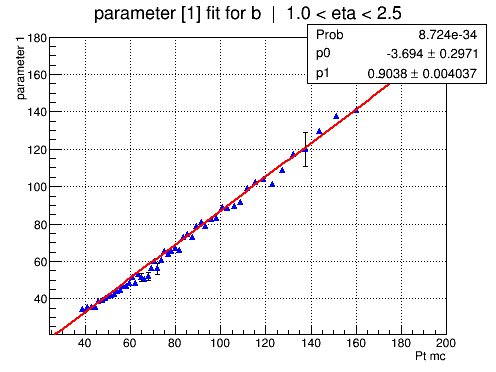 parameter [1] fit for b | 1.0 < eta < 2.5
Prob 8.724e-34
p0 -3.694 ± 0.2971
p1 0.9038 ± 0.004037
parameter 1
180
160
140
120
100
80
60
40
40 60 80 100 120 140 160 180 200
Pt mc